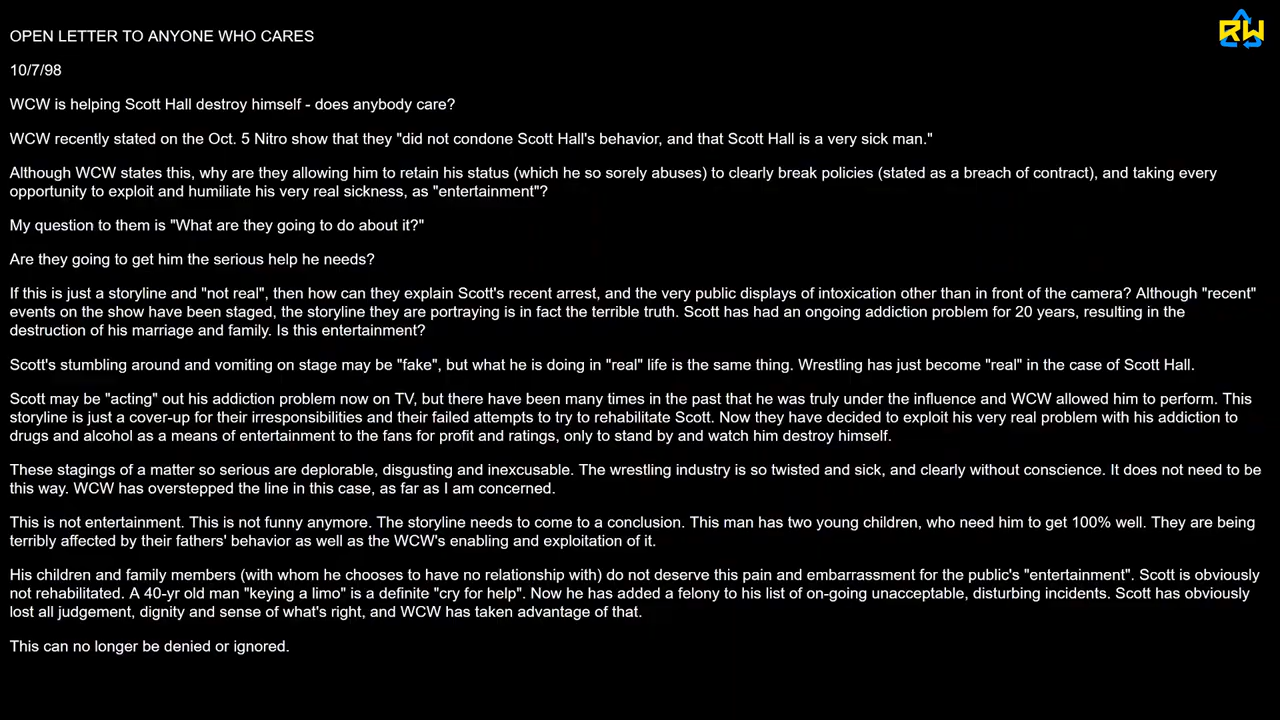 RW
OPEN LETTER TO ANYONE WHO CARES
10/7/98
WCW is helping Scott Hall destroy himself - does anybody care?
WCW recently stated on the Oct. 5 Nitro show that they "did not condone Scott Hall's behavior, and that Scott Hall is a very sick man."
Although WCW states this, why are they allowing him to retain his status (which he so sorely abuses) to clearly break policies (stated as a breach of contract), and taking every
opportunity to exploit and humiliate his very real sickness, as "entertainment"?
My question to them is "What are they going to do about it?"
Are they going to get him the serious help he needs?
If this is just a storyline and "not real", then how can they explain Scott's recent arrest, and the very public displays of intoxication other than in front of the camera? Although "recent"
events on the show have been staged, the storyline they are portraying is in fact the terrible truth. Scott has had an ongoing addiction problem for 20 years, resulting in the
destruction of his marriage and family. Is this entertainment?
Scott's stumbling around and vomiting on stage may be "fake", but what he is doing in "real" life is the same thing. Wrestling has just become "real" in the case of Scott Hall.
Scott may be "acting" out his addiction problem now on TV, but there have been many times in the past that he was truly under the influence and WCW allowed him to perform. This
storyline is just a cover-up for their irresponsibilities and their failed attempts to try to rehabilitate Scott. Now they have decided to exploit his very real problem with his addiction to
drugs and alcohol as a means of entertainment to the fans for profit and ratings, only to stand by and watch him destroy himself.
These stagings of a matter so serious are deplorable, disgusting and inexcusable. The wrestling industry is so twisted and sick, and clearly without conscience. It does not need to be
this way. WCW has overstepped the line in this case, as far as I am concerned.
This is not entertainment. This is not funny anymore. The storyline needs to come to a conclusion. This man has two young children, who need him to get 100% well. They are being
terribly affected by their fathers' behavior as well as the WCW's enabling and exploitation of it.
His children and family members (with whom he chooses to have no relationship with) do not deserve this pain and embarrassment for the public's "entertainment". Scott is obviously
not rehabilitated. A 40-yr old man "keying a limo" is a definite "cry for help". Now he has added a felony to his list of on-going unacceptable, disturbing incidents. Scott has obviously
lost all judgement, dignity and sense of what's right, and WCW has taken advantage of that.
This can no longer be denied or ignored.